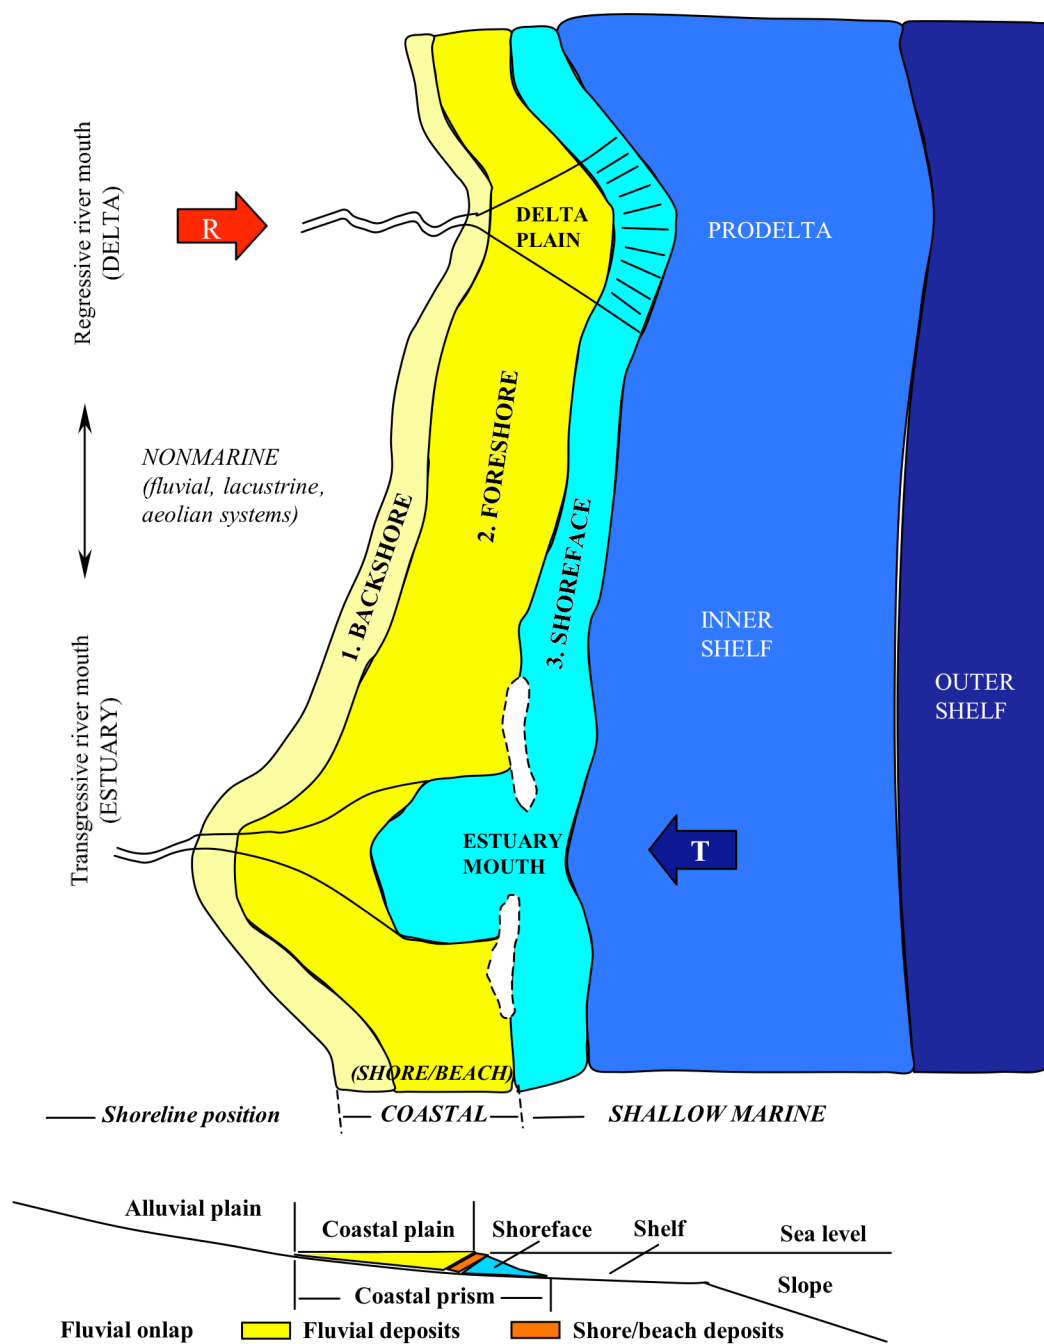 Regressive river mouth
(DELTA)
R
DELTA
PLAIN
PRODELTA
NONMARINE
(fluvial, lacustrine,
aeolian systems)
1. BACKSHORE
2. FORESHORE
3. SHOREFACE
INNER
SHELF
OUTER
SHELF
Transgressive river mouth
(ESTUARY)
ESTUARY
MOUTH
T
(SHORE/BEACH)
Shoreline position
COASTAL
SHALLOW MARINE
Alluvial plain
Coastal plain
Shoreface
Shelf
Sea level
Slope
Coastal prism
Fluvial onlap
Fluvial deposits
Shore/beach deposits